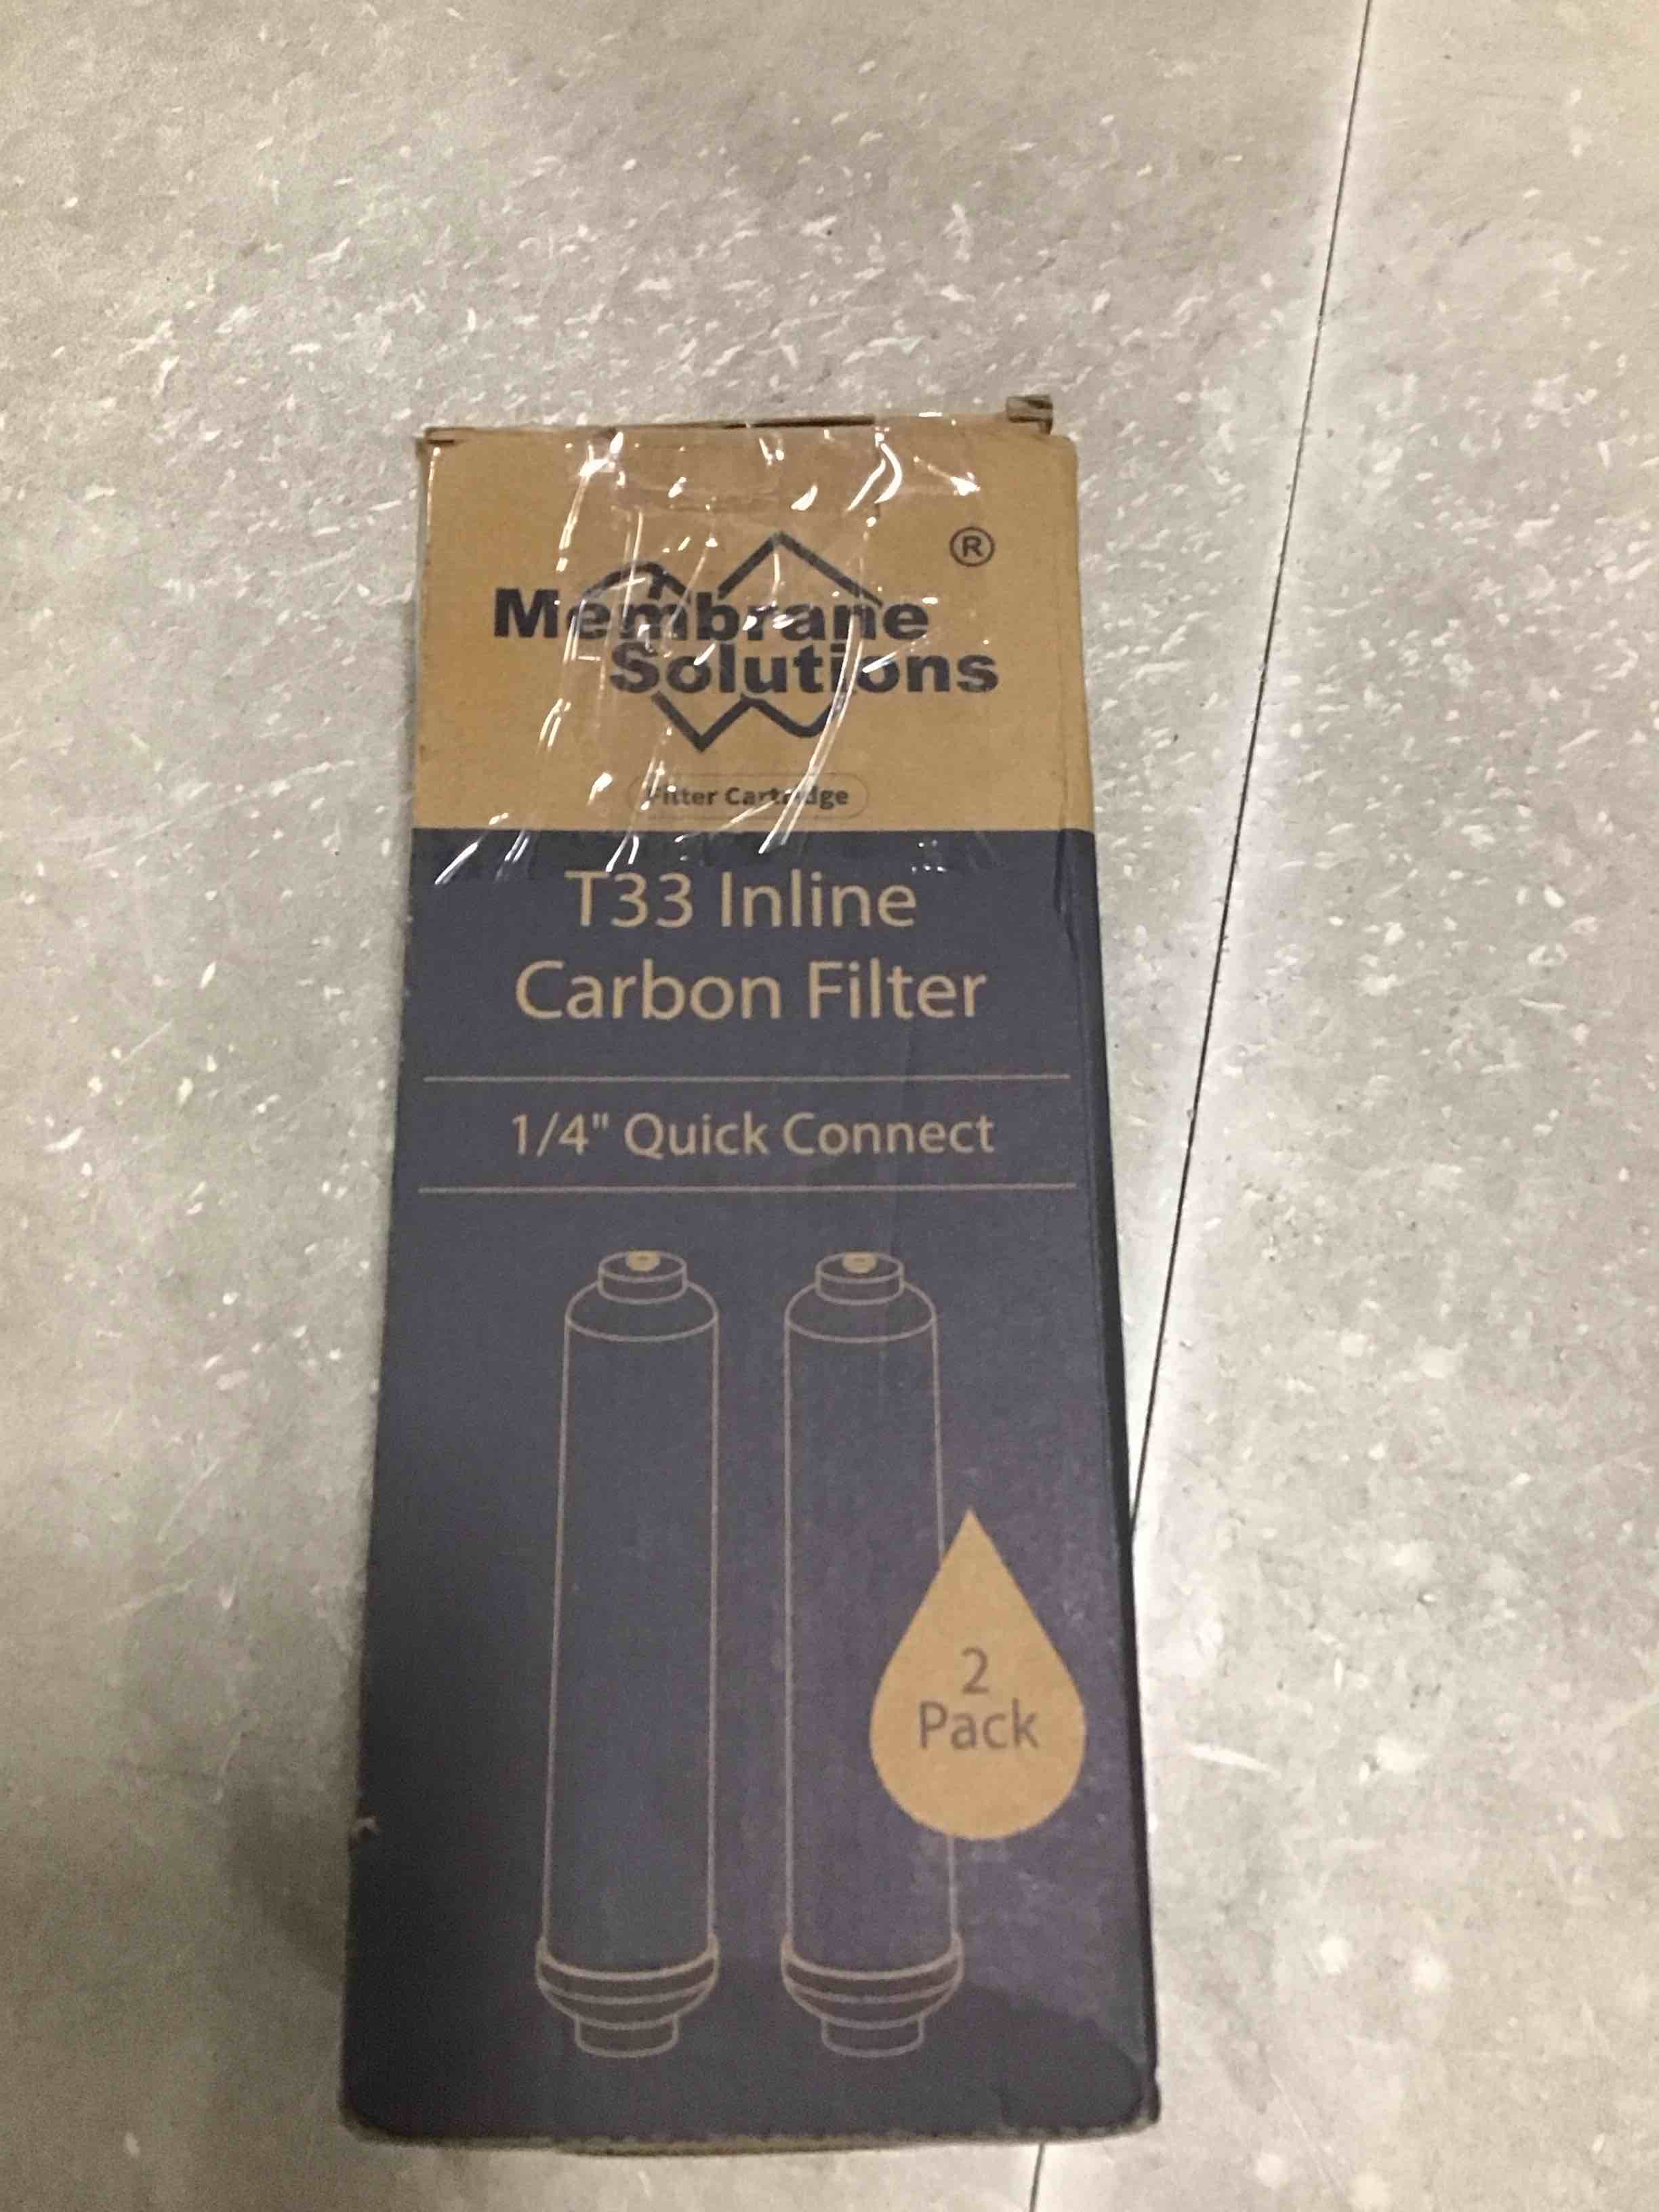 ®
Membrane
Solutions
Filter Cartridge
T33 Inline
Carbon Filter
1/4" Quick Connect
2
Pack